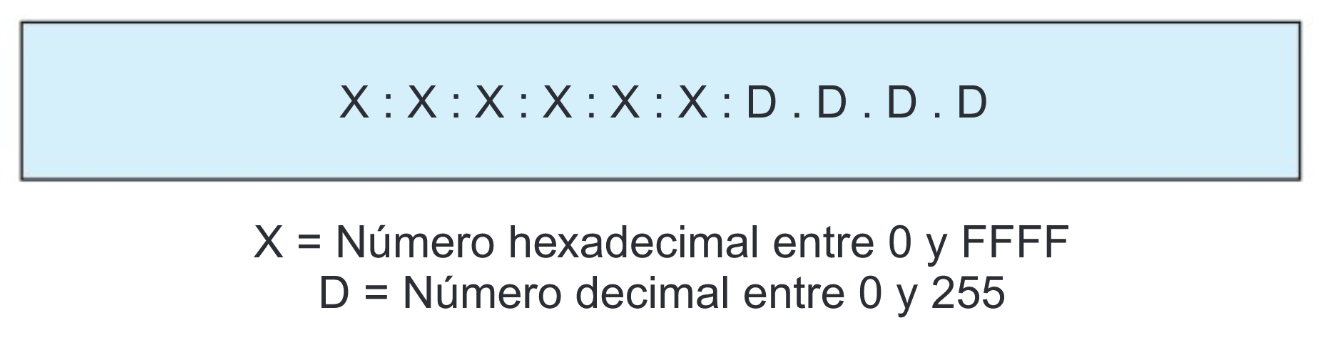 X : X : X : X : X : X : D . D . D . D
X = Número hexadecimal entre 0 y FFFF
D = Número decimal entre 0 y 255